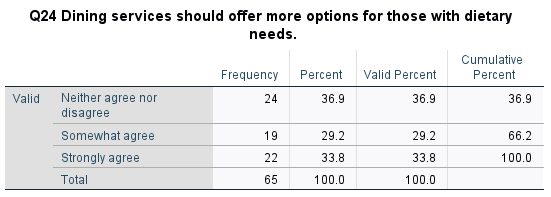 Q24 Dining services should offer more options for those with dietary
needs.
Frequency Percent Valid Percent Cumulative Percent
Valid Neither agree nor disagree 24 36.9 36.9 36.9
Somewhat agree 19 29.2 29.2 66.2
Strongly agree 22 33.8 33.8 100.0
Total 65 100.0 100.0